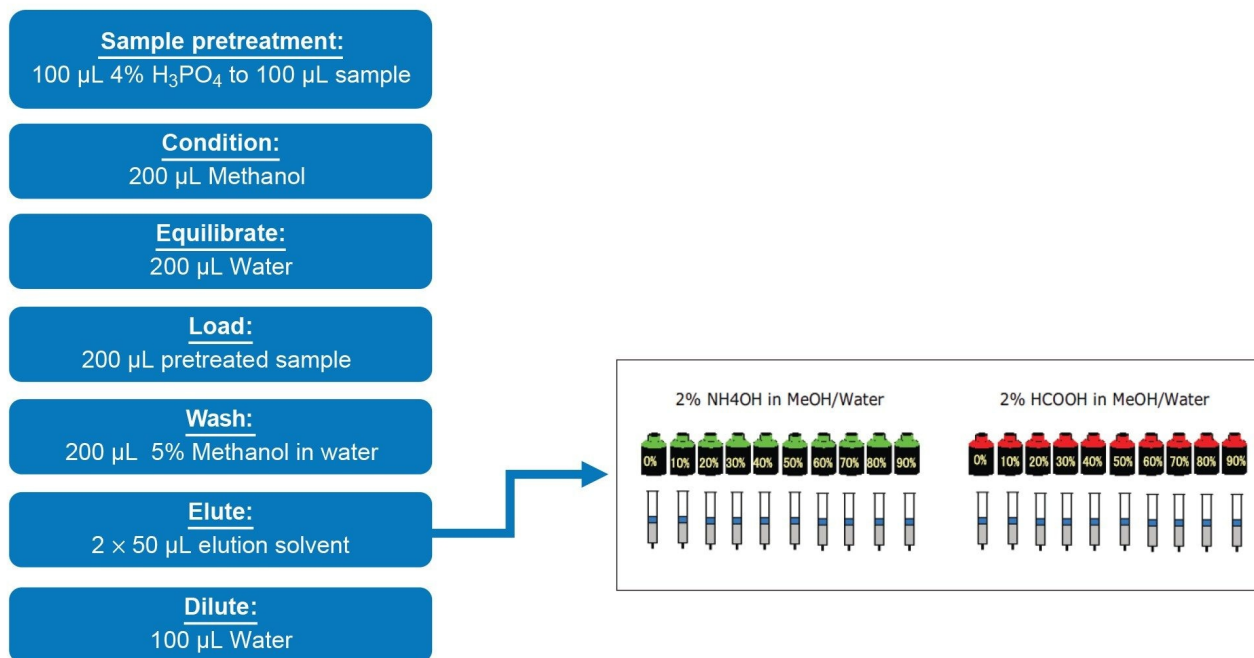 Sample pretreatment:
100 µL 4% H₃PO₄ to 100 µL sample
Condition:
200 µL Methanol
Equilibrate:
200 µL Water
Load:
200 µL pretreated sample
Wash:
200 µL  5% Methanol in water
Elute:
2 × 50 µL elution solvent
Dilute:
100 µL Water
2% NH4OH in MeOH/Water
0% 10% 20% 30% 40% 50% 60% 70% 80% 90%
2% HCOOH in MeOH/Water
0% 10% 20% 30% 40% 50% 60% 70% 80% 90%